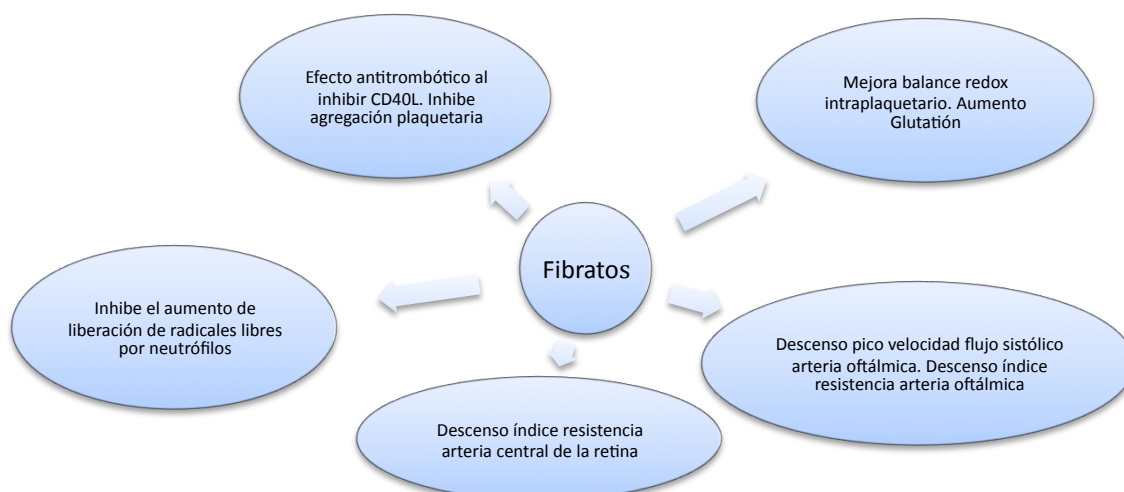 Efecto antitrombótico al
inhibir CD40L. Inhibe
agregación plaquetaria
Mejora balance redox
intraplaquetario. Aumento
Glutatión
Fibratos
Inhibe el aumento de
liberación de radicales libres
por neutrófilos
Descenso pico velocidad flujo sistólico
arteria oftálmica. Descenso índice
resistencia arteria oftálmica
Descenso índice resistencia
arteria central de la retina